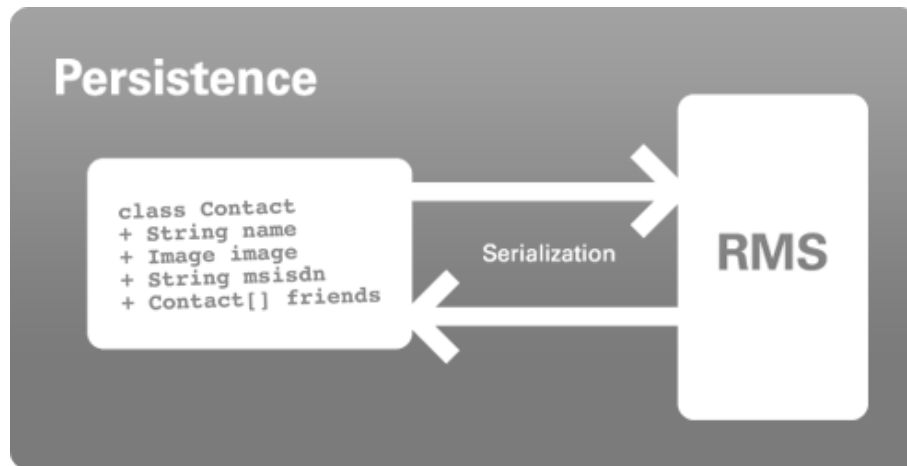 Persistence
class Contact
+ String name
+ Image image
+ String msisdn
+ Contact[] friends
Serialization
RMS